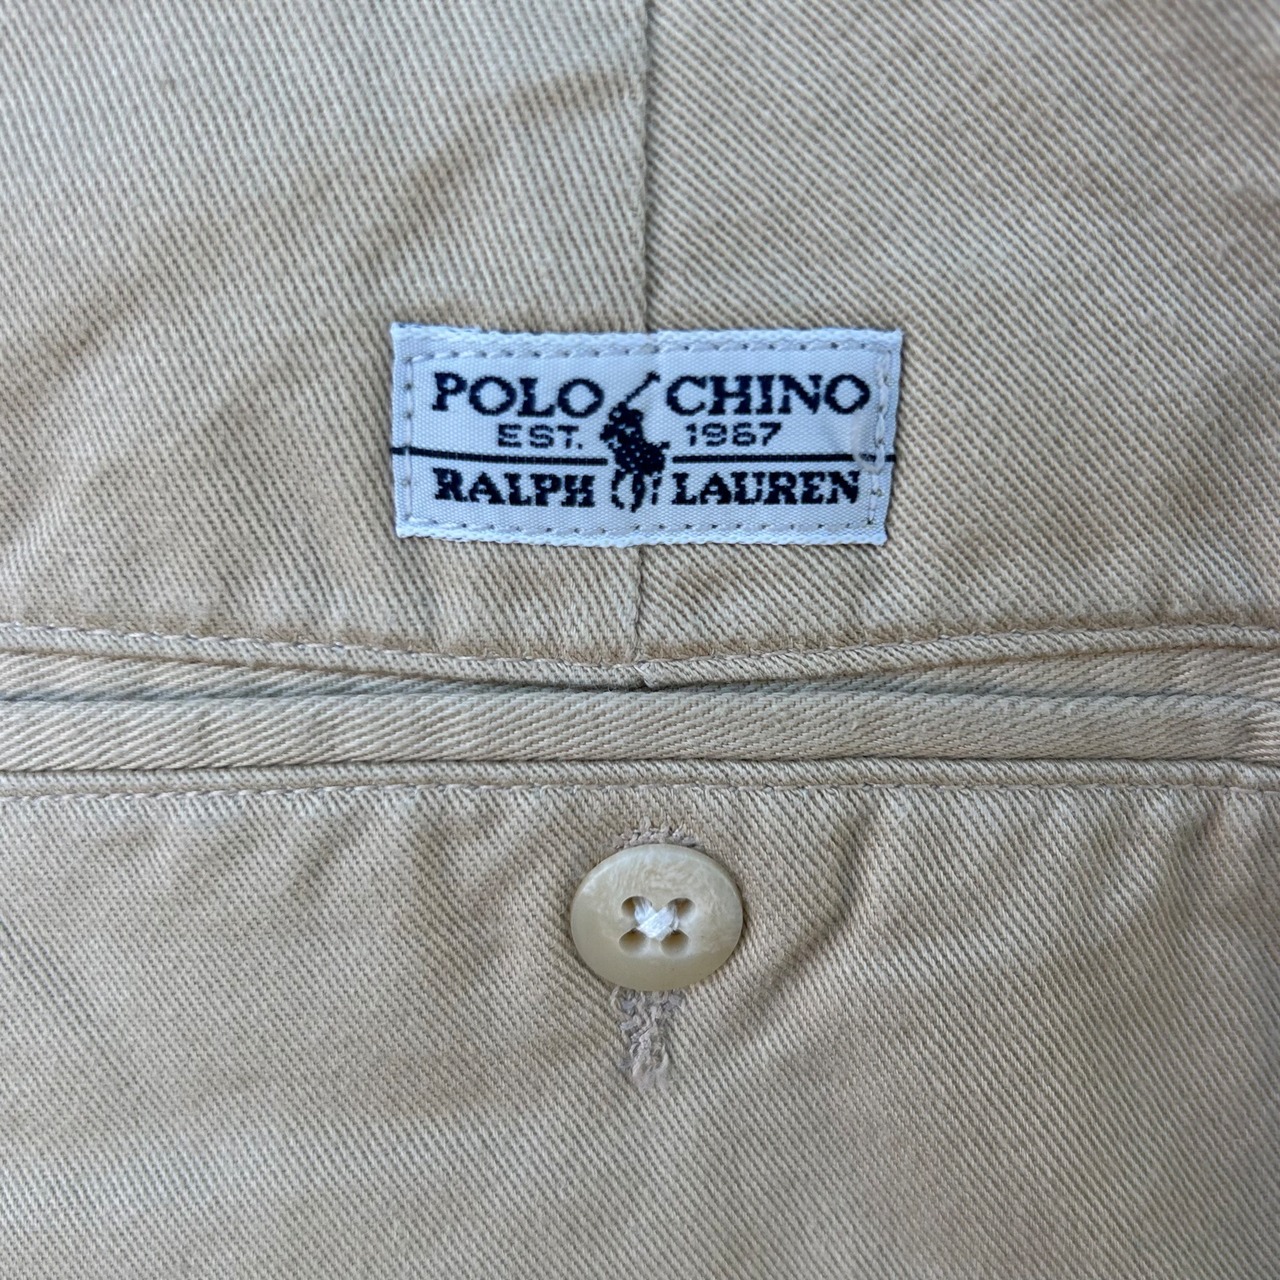 POLO CHINO
EST. 1967
RALPH LAUREN